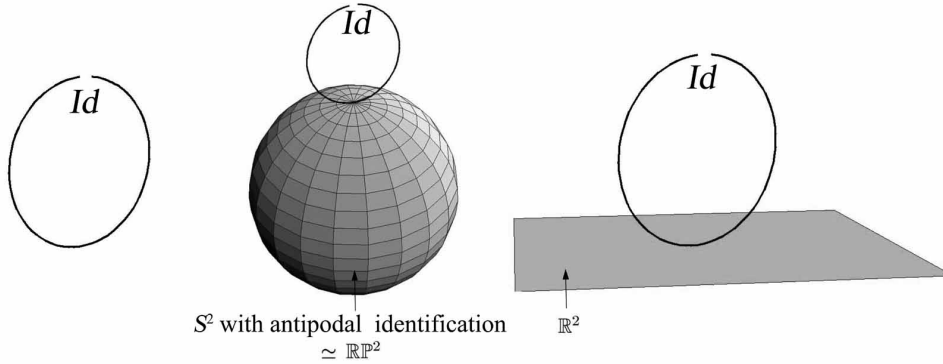 Id
Id
Id
S² with antipodal identification
≃ ℝℙ²
ℝ²